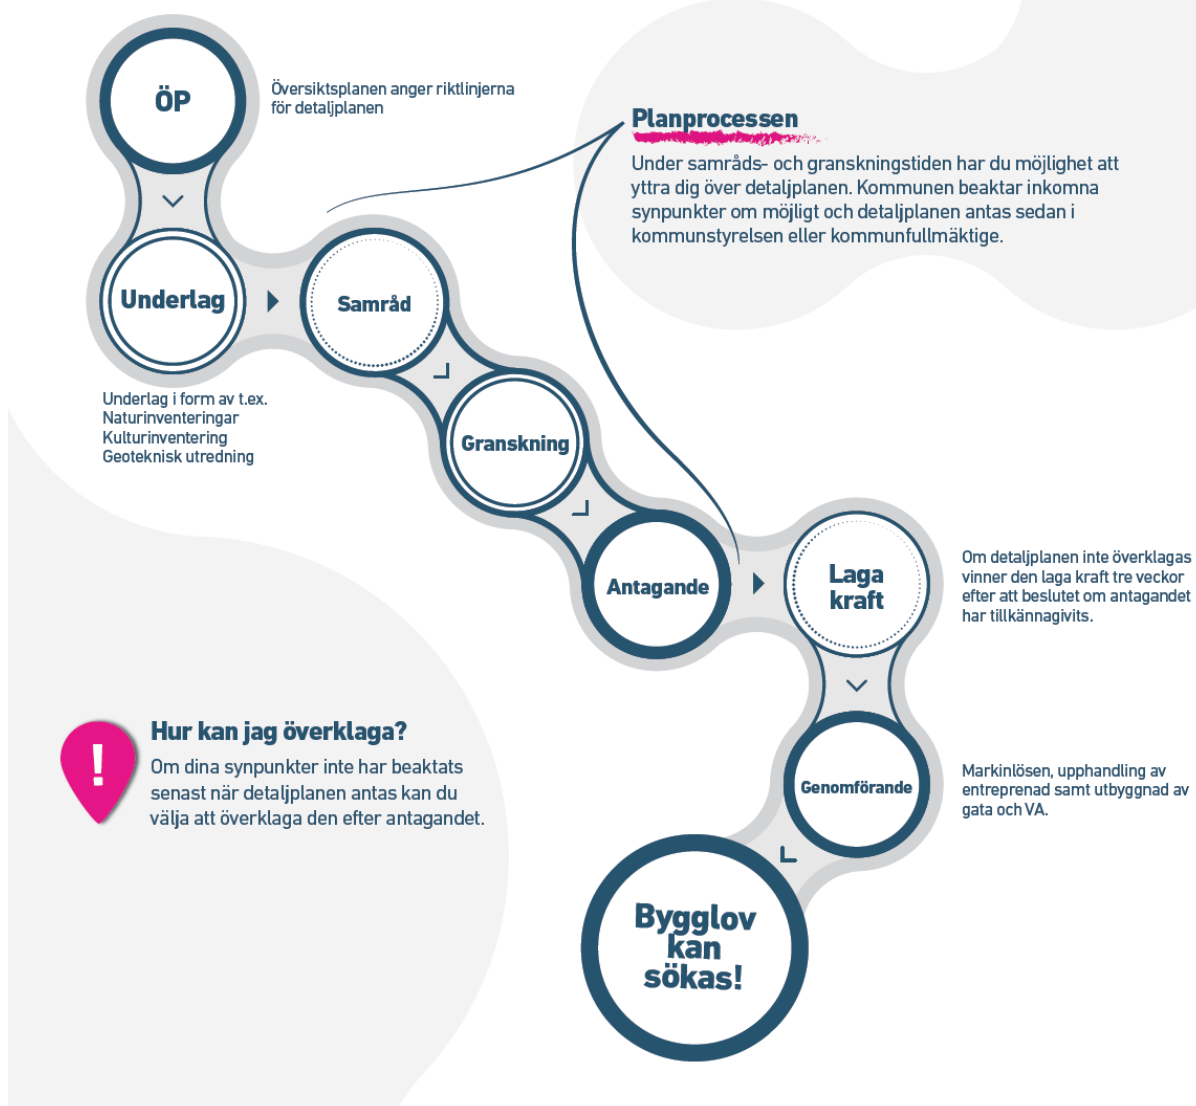 ÖP
Översiktsplanen anger riktlinjerna
för detaljplanen
Planprocessen
Under samråds- och granskningstiden har du möjlighet att
yttra dig över detaljplanen. Kommunen beaktar inkomna
synpunkter om möjligt och detaljplanen antas sedan i
kommunstyrelsen eller kommunfullmäktige.
Underlag
Samråd
Underlag i form av t.ex.
Naturinventeringar
Kulturinventering
Geoteknisk utredning
Granskning
Antagande
Laga
kraft
Om detaljplanen inte överklagas
vinner den laga kraft tre veckor
efter att beslutet om antagandet
har tillkännagivits.
!
Hur kan jag överklaga?
Om dina synpunkter inte har beaktats
senast när detaljplanen antas kan du
välja att överklaga den efter antagandet.
Genomförande
Markinlösen, upphandling av
entreprenad samt utbyggnad av
gata och VA.
Bygglov
kan
sökas!